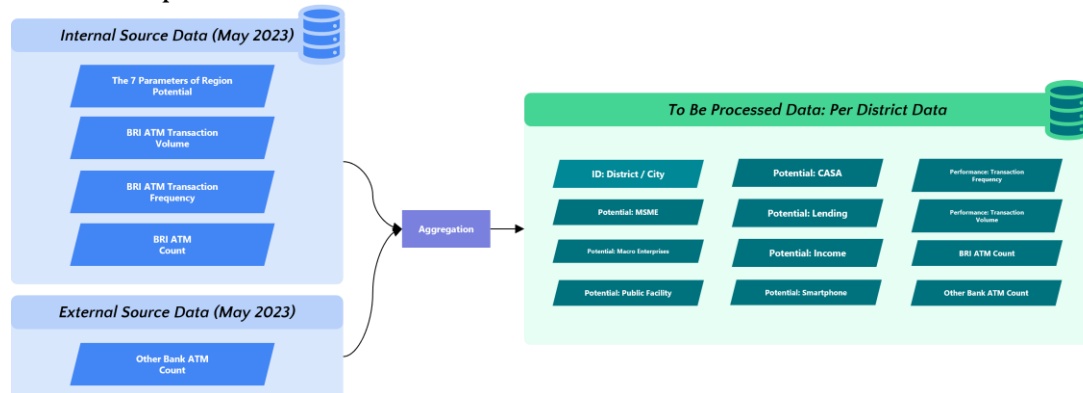 Internal Source Data (May 2023)
The 7 Parameters of Region
Potential
BRI ATM Transaction
Volume
BRI ATM Transaction
Frequency
BRI ATM
Count
External Source Data (May 2023)
Other Bank ATM
Count
Aggregation
To Be Processed Data: Per District Data
ID: District / City
Potential: CASA
Performance: Transaction
Frequency
Potential: MSME
Potential: Lending
Performance: Transaction
Volume
Potential: Macro Enterprises
Potential: Income
BRI ATM Count
Potential: Public Facility
Potential: Smartphone
Other Bank ATM Count